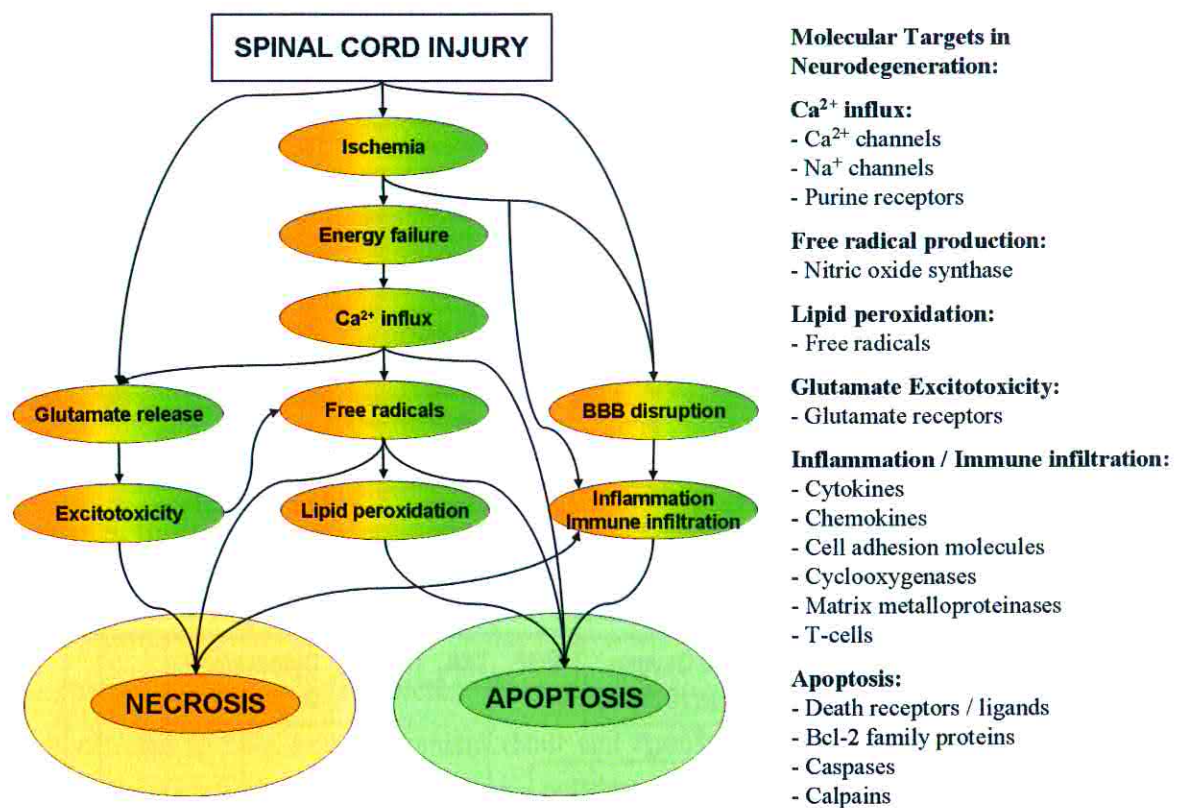 SPINAL CORD INJURY
Ischemia
Energy failure
Ca²⁺ influx
Glutamate release
Free radicals
BBB disruption
Excitotoxicity
Lipid peroxidation
Inflammation
Immune infiltration
NECROSIS
APOPTOSIS
Molecular Targets in
Neurodegeneration:
Ca²⁺ influx:
- Ca²⁺ channels
- Na⁺ channels
- Purine receptors
Free radical production:
- Nitric oxide synthase
Lipid peroxidation:
- Free radicals
Glutamate Excitotoxicity:
- Glutamate receptors
Inflammation / Immune infiltration:
- Cytokines
- Chemokines
- Cell adhesion molecules
- Cyclooxygenases
- Matrix metalloproteinases
- T-cells
Apoptosis:
- Death receptors / ligands
- Bcl-2 family proteins
- Caspases
- Calpains